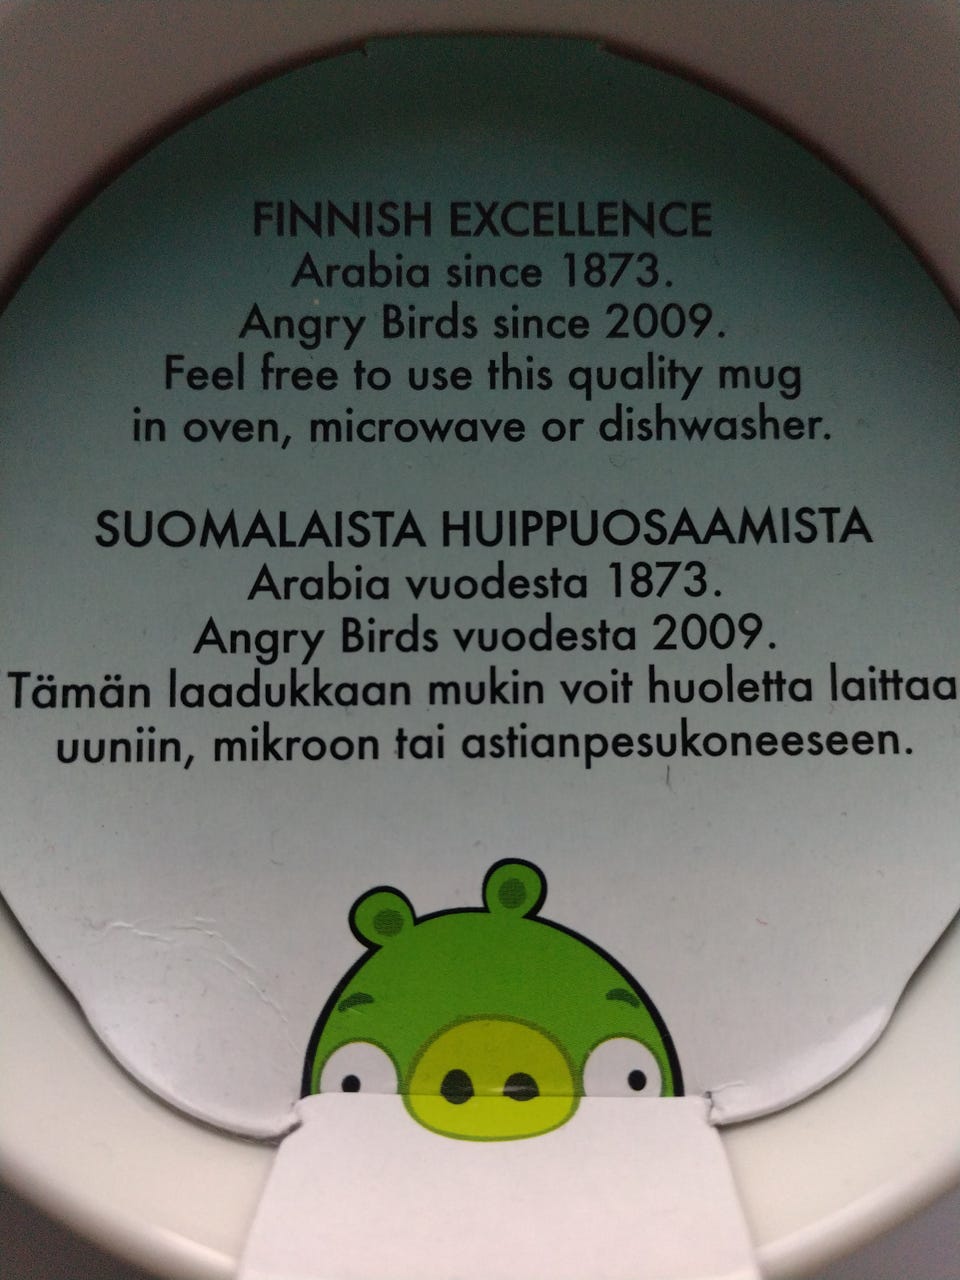 FINNISH EXCELLENCE
Arabia since 1873.
Angry Birds since 2009.
Feel free to use this quality mug
in oven, microwave or dishwasher.
SUOMALAISTA HUIPPUOSAAMISTA
Arabia vuodesta 1873.
Angry Birds vuodesta 2009.
Tämän laadukkaan mukin voit huoletta laittaa
uuniin, mikroon tai astianpesukoneeseen.